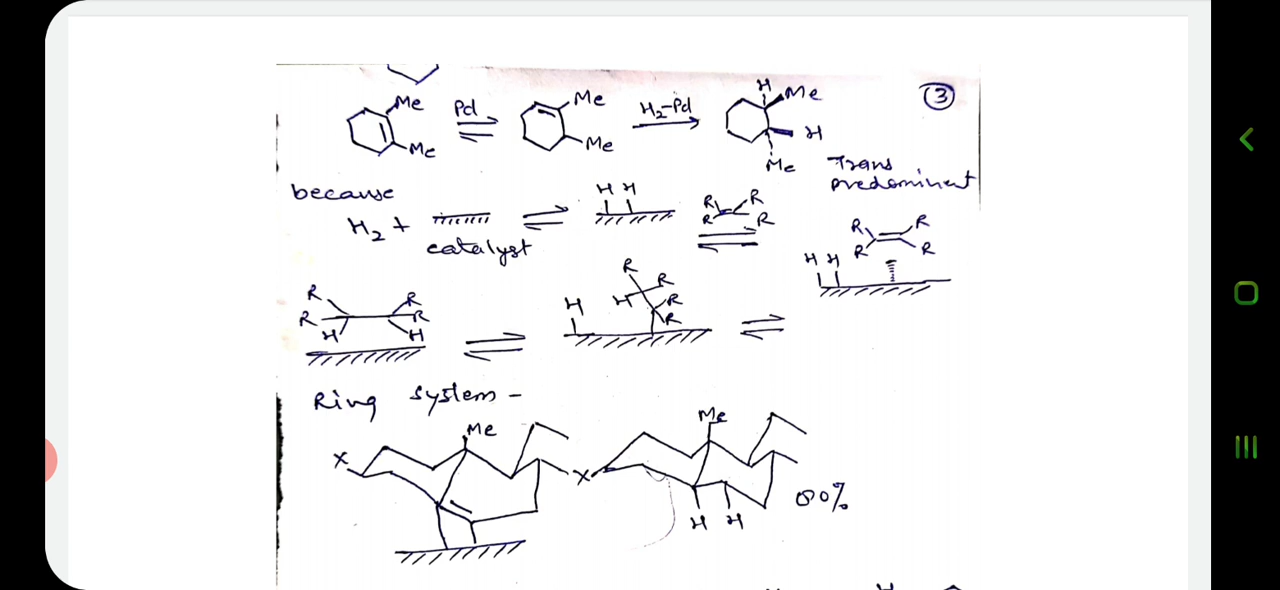 ③
Me
Me
Pd
Me
Me
H₂-Pd
H
Me
H
Me
Trans
predominent
because
H₂ +
catalyst
H H
R R
R R
R R
R R
H H
R R
R R
H H
H
R
R
H R
R
Ring system -
X Me
X Me
H H
80%